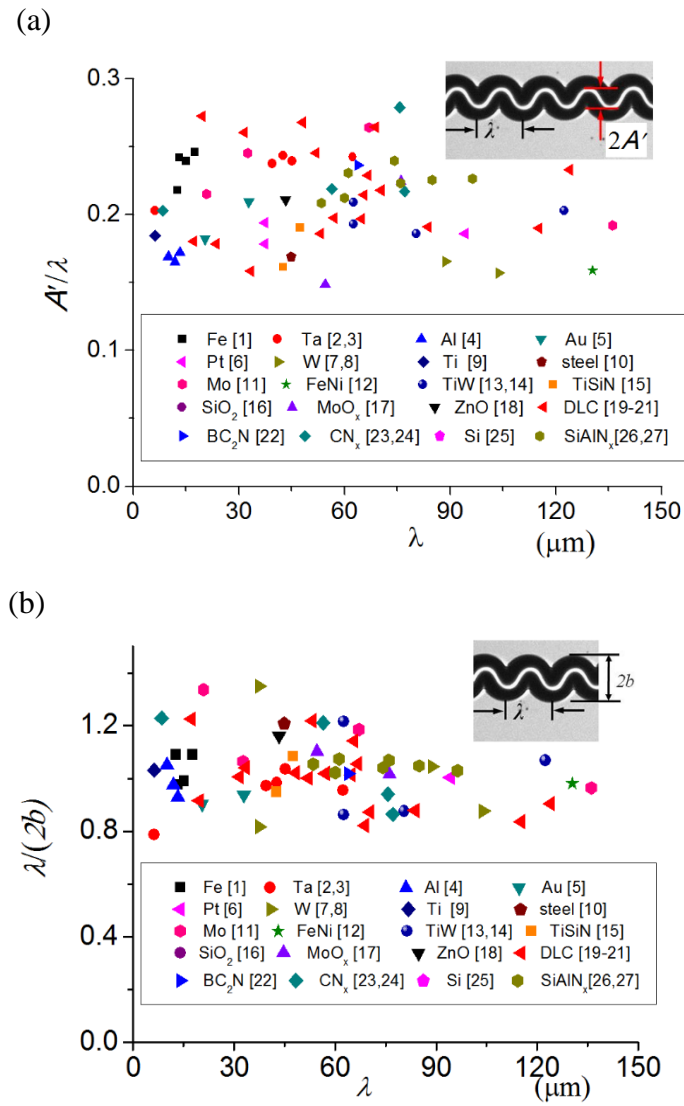 (a)
0.3
0.2
0.1
0.0
A'/λ
λ
2A'
Fe [1] Ta [2,3] Al [4] Au [5]
Pt [6] W [7,8] Ti [9] steel [10]
Mo [11] FeNi [12] TiW [13,14] TiSiN [15]
SiO2 [16] MoOx [17] ZnO [18] DLC [19-21]
BC2N [22] CNx [23,24] Si [25] SiAlNx[26,27]
0 30 60 90 120 150
λ (μm)
(b)
1.2
0.8
0.4
0.0
λ/(2b)
λ
2b
Fe [1] Ta [2,3] Al [4] Au [5]
Pt [6] W [7,8] Ti [9] steel [10]
Mo [11] FeNi [12] TiW [13,14] TiSiN [15]
SiO2 [16] MoOx [17] ZnO [18] DLC [19-21]
BC2N [22] CNx [23,24] Si [25] SiAlNx[26,27]
0 30 60 90 120 150
λ (μm)